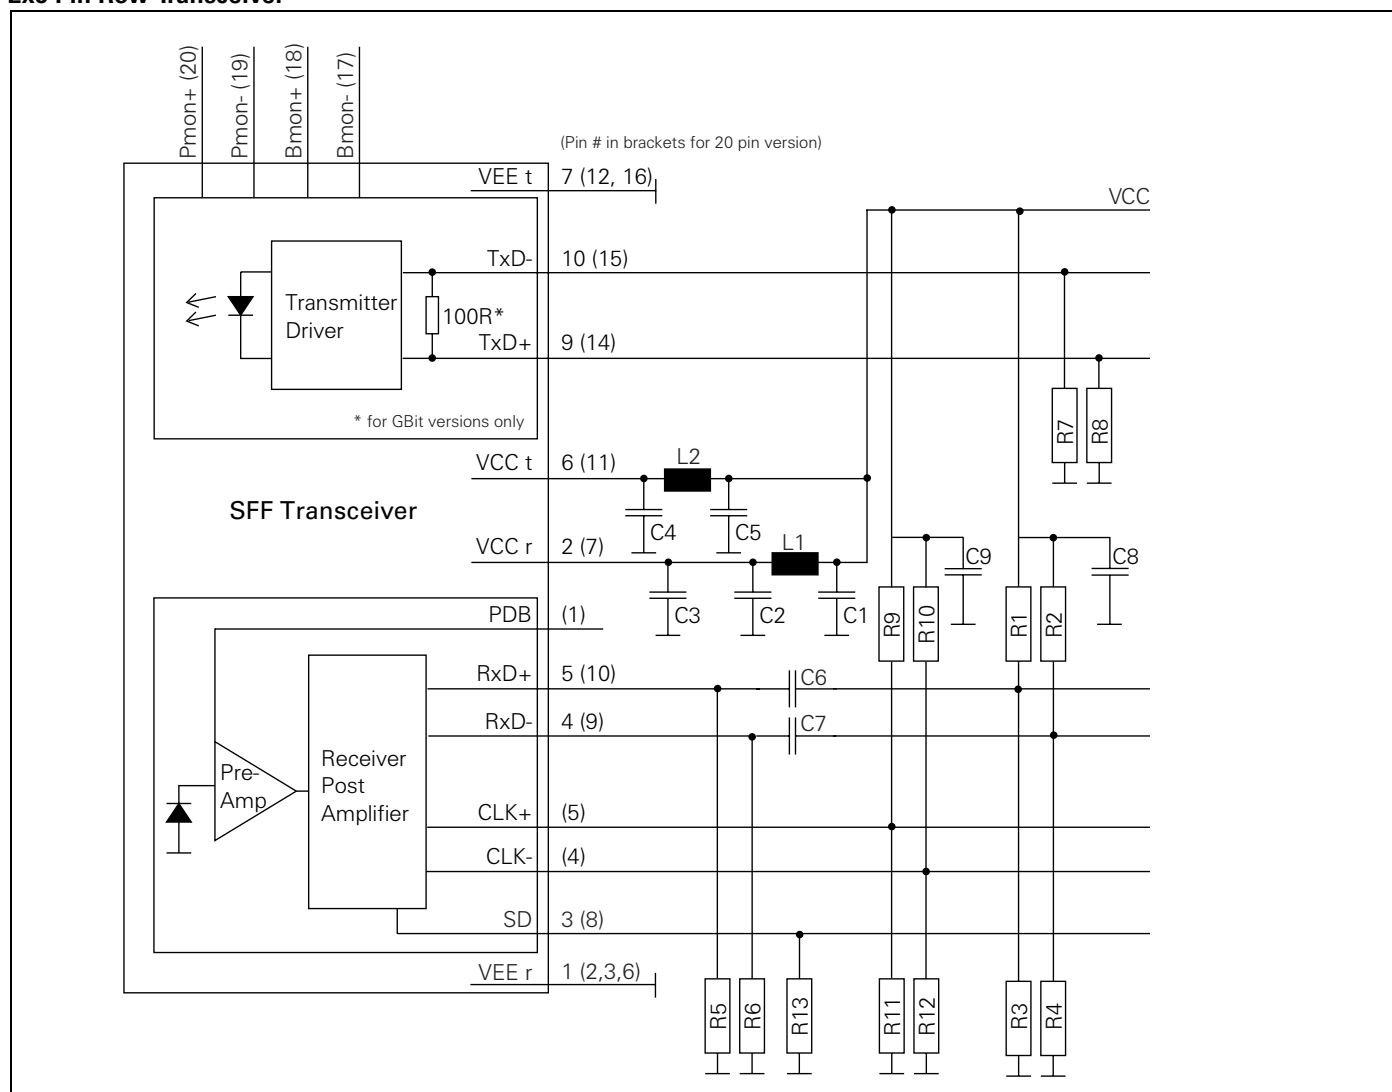 Pmon+ (20)
Pmon- (19)
Bmon+ (18)
Bmon- (17)
(Pin # in brackets for 20 pin version)
VEE t 7 (12, 16)
VCC
TxD- 10 (15)
Transmitter
Driver
100R*
TxD+ 9 (14)
* for GBit versions only
R7
R8
VCC t 6 (11)
L2
SFF Transceiver
C4
C5
VCC r 2 (7)
L1
C9
C8
C3
C2
C1
R9
R10
R1
R2
PDB (1)
RxD+ 5 (10)
C6
RxD- 4 (9)
C7
Receiver
Post
Amplifier
Pre-
Amp
CLK+ (5)
CLK- (4)
SD 3 (8)
VEE r 1 (2,3,6)
R5
R6
R13
R11
R12
R3
R4